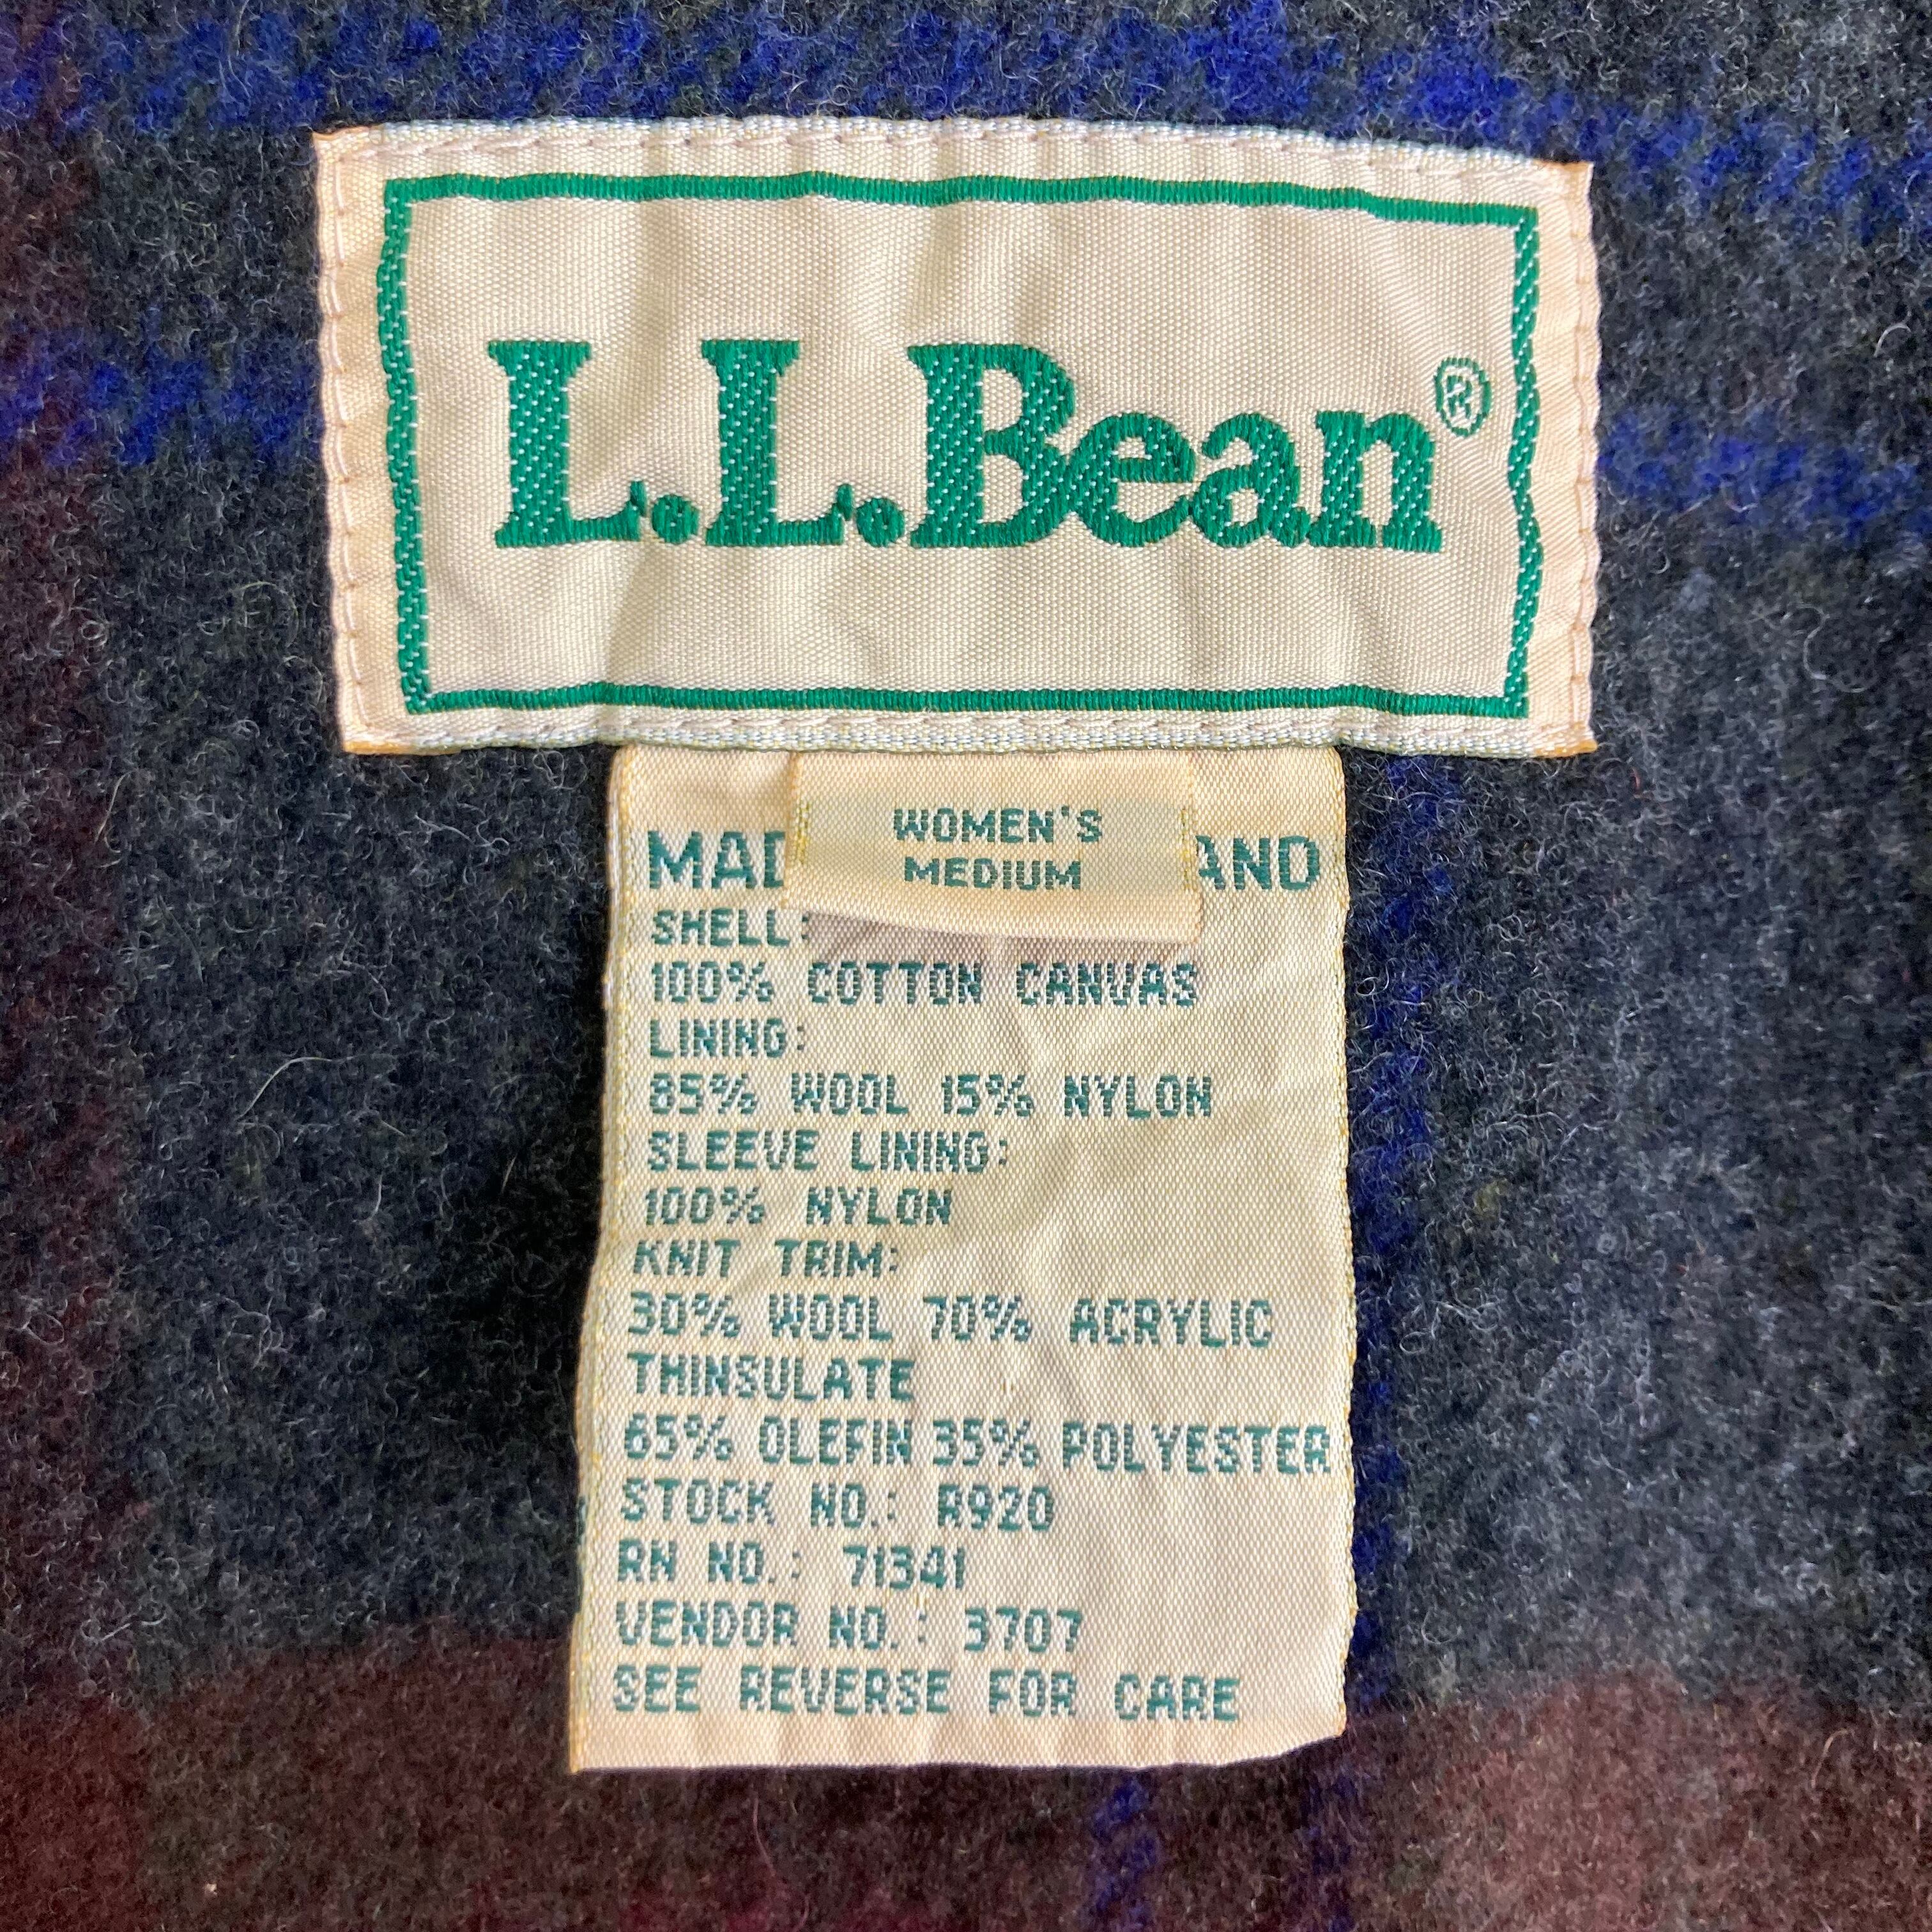 L.L.Bean®
WOMEN'S
MEDIUM
SHELL:
100% COTTON CANVAS
LINING:
85% WOOL 15% NYLON
SLEEVE LINING:
100% NYLON
KNIT TRIM:
30% WOOL 70% ACRYLIC
THINSULATE
65% OLEFIN 35% POLYESTER
STOCK NO.: R920
RN NO.: 71341
VENDOR NO.: 3707
SEE REVERSE FOR CARE